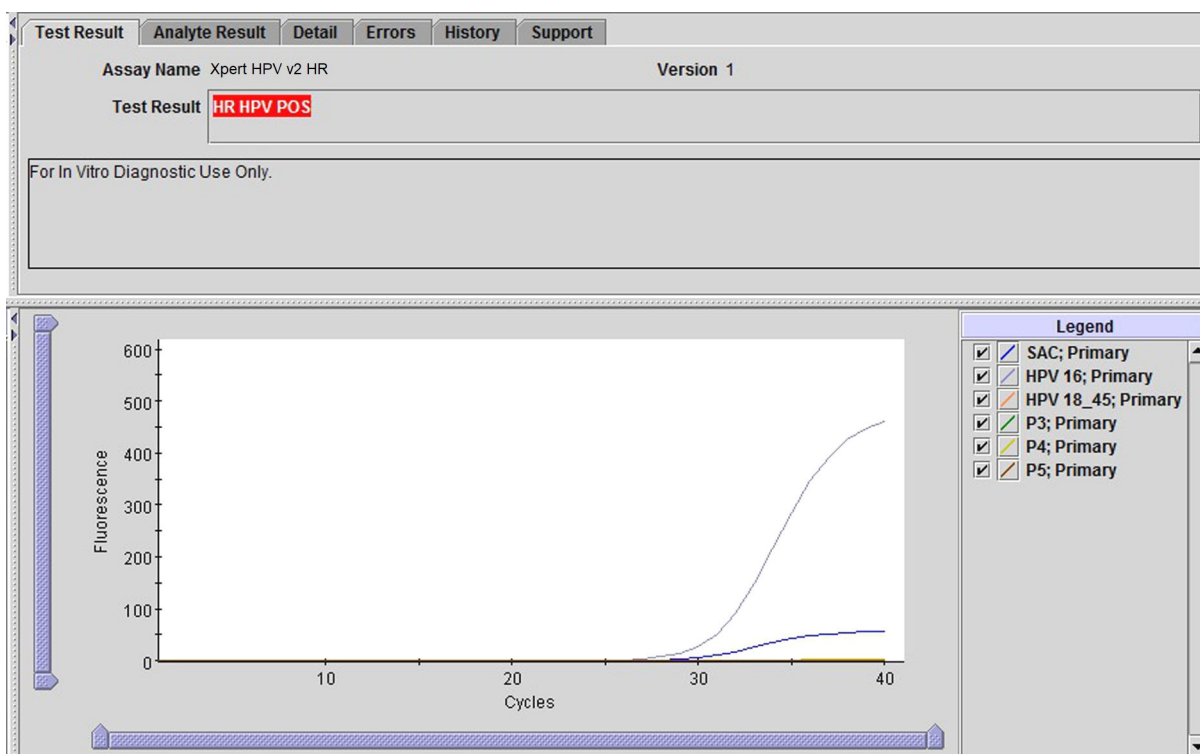 Test Result Analyte Result Detail Errors History Support
Assay Name Xpert HPV v2 HR Version 1
Test Result HR HPV POS
For In Vitro Diagnostic Use Only.
Legend
SAC; Primary
HPV 16; Primary
HPV 18_45; Primary
P3; Primary
P4; Primary
P5; Primary
600
500
400
300
200
100
0
Fluorescence
10 20 30 40
Cycles